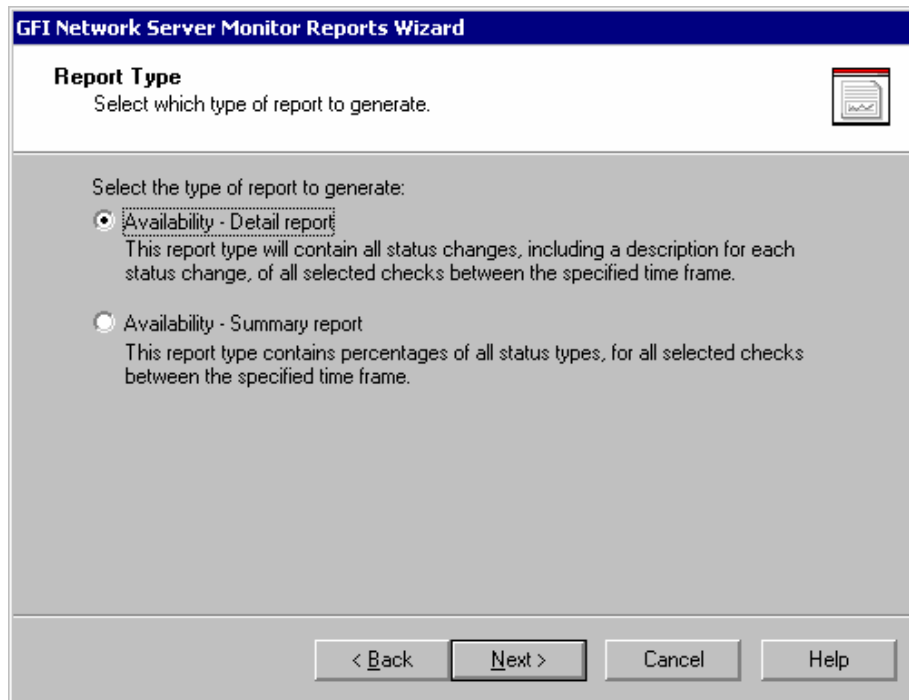 GFI Network Server Monitor Reports Wizard
Report Type
Select which type of report to generate.
Select the type of report to generate:
Availability - Detail report
This report type will contain all status changes, including a description for each
status change, of all selected checks between the specified time frame.
Availability - Summary report
This report type contains percentages of all status types, for all selected checks
between the specified time frame.
< Back
Next >
Cancel
Help